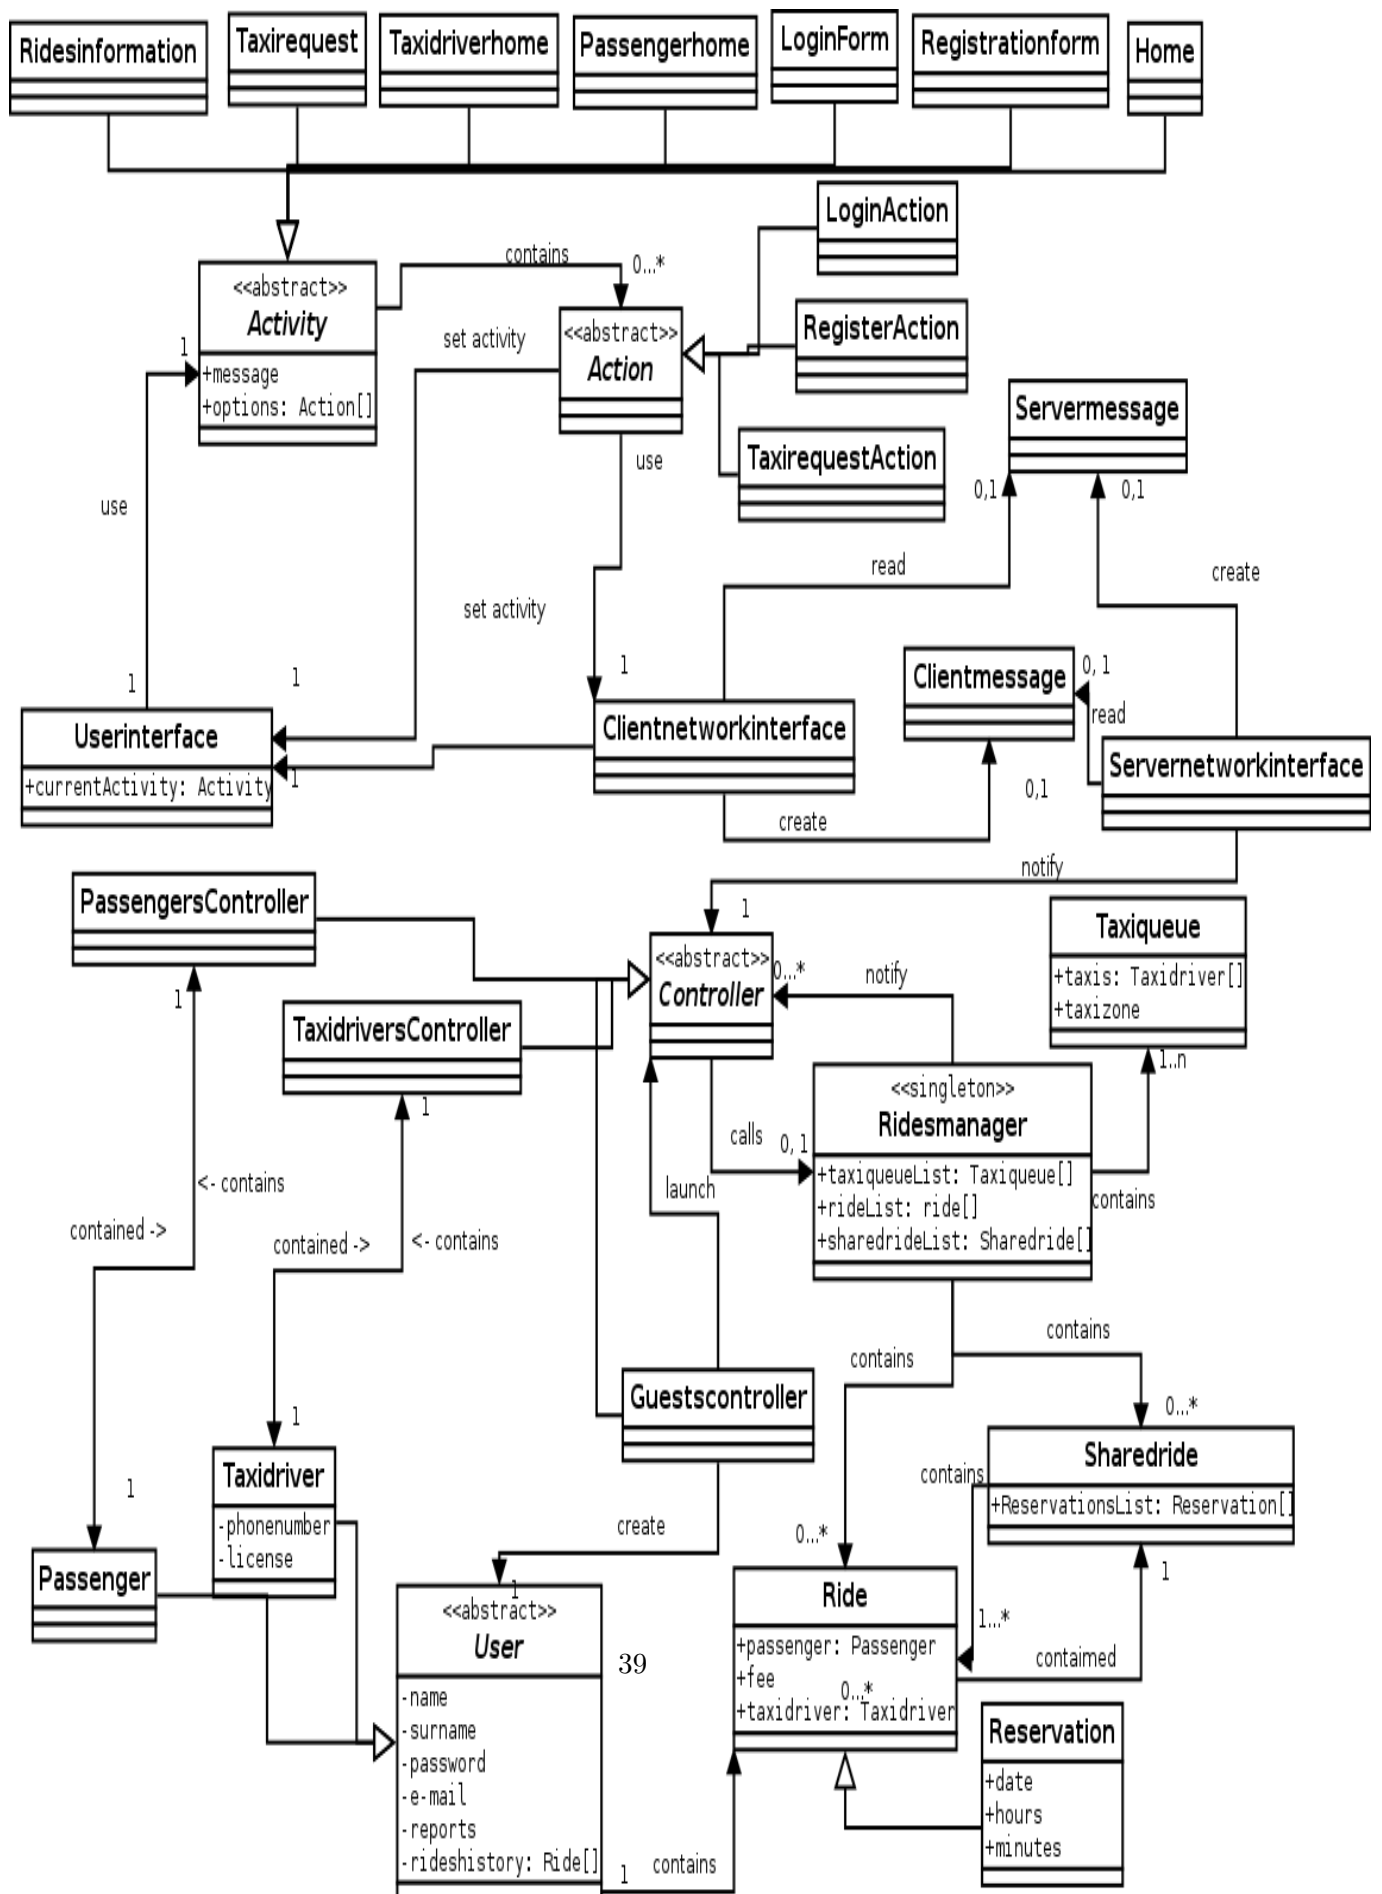 Ridesinformation
Taxirequest
Taxidriverhome
Passengerhome
LoginForm
Registrationform
Home
LoginAction
contains
0...*
<<abstract>>
Activity
+message
+options: Action[]
1
set activity
<<abstract>>
Action
RegisterAction
TaxirequestAction
use
Servermessage
0,1
0,1
use
read
create
set activity
1
1
1
Clientmessage
0, 1
read
Userinterface
+currentActivity: Activity
1
Clientnetworkinterface
Servernetworkinterface
0,1
create
notify
1
PassengersController
1
<<abstract>>
Controller
0...*
notify
Taxiqueue
+taxis: Taxidriver[]
+taxizone
1..n
TaxidriversController
1
calls
0, 1
<<singleton>>
Ridesmanager
+taxiqueueList: Taxiqueue[]
+rideList: ride[]
+sharedrideList: Sharedride[]
contains
launch
<- contains
contained ->
contained ->
<- contains
contains
contains
0...*
Guestscontroller
1
1
Taxidriver
-phonenumber
-license
Sharedride
+ReservationsList: Reservation[]
contains
create
0...*
1
Passenger
1
<<abstract>>
User
-name
-surname
-password
-e-mail
-reports
-rideshistory: Ride[]
39
Ride
+passenger: Passenger
+fee
0...*
+taxidriver: Taxidriver
1...*
contaimed
Reservation
+date
+hours
+minutes
1
contains